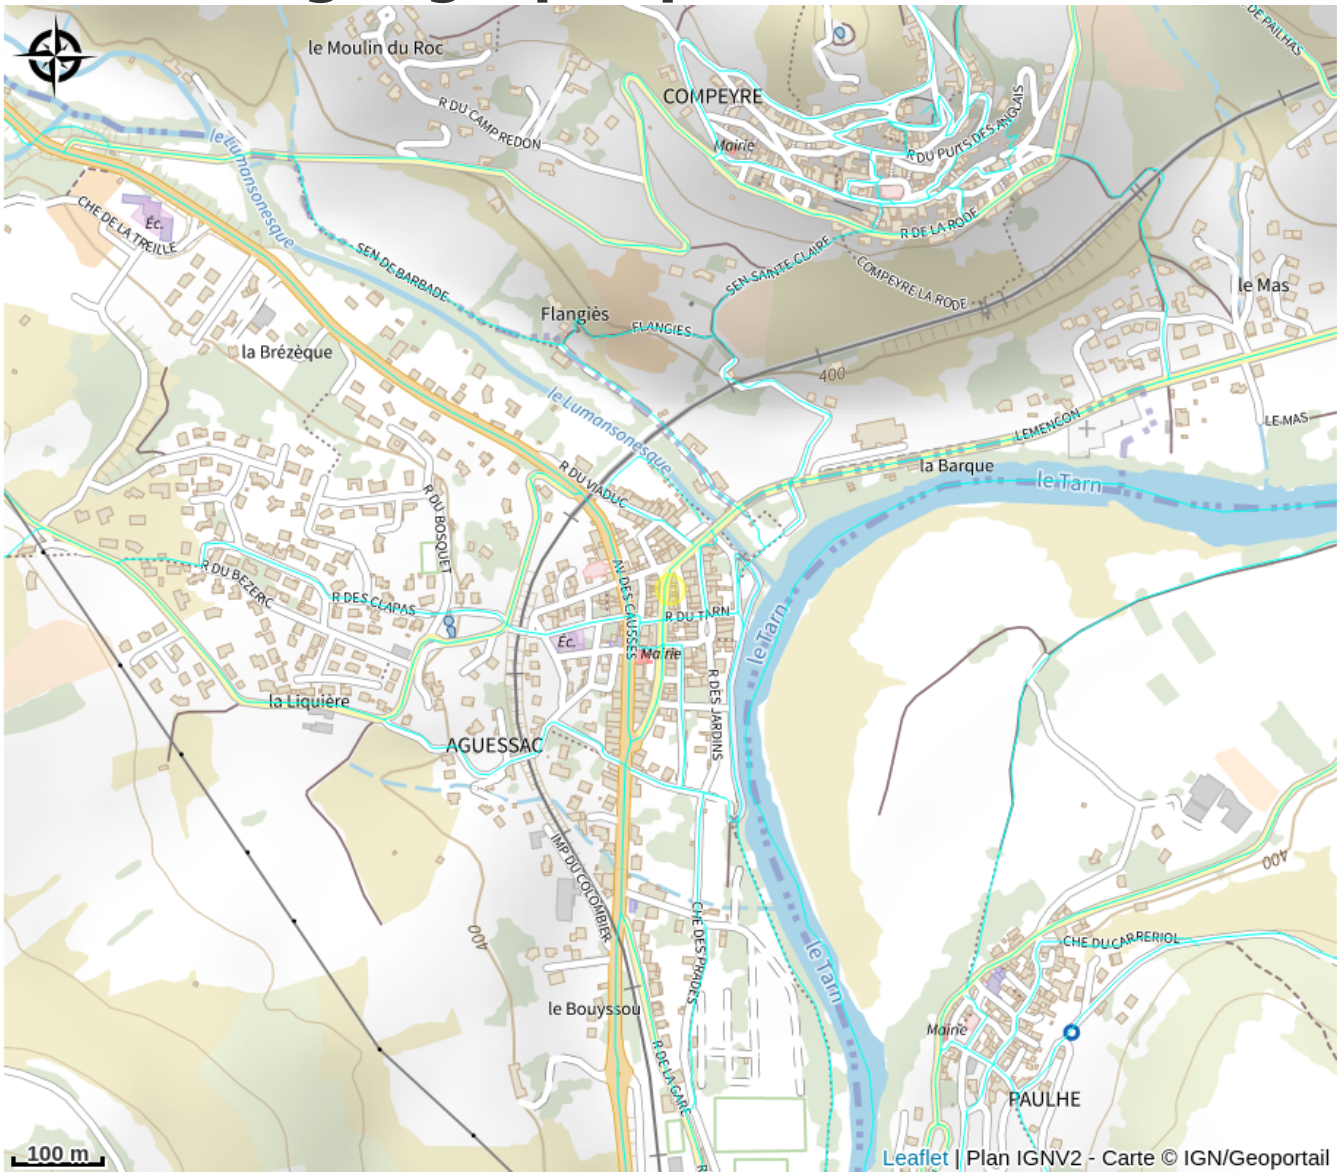 le Moulin du Roc
DE PAILHAS
COMPEYRE
R DU CAMP REDON
R DU PUITS DES ANGLAIS
Mairie
le Lumansonesque
Éc.
CHE DE LA TREILLE
R DE LA RODE
SEN DE BARBADE
SEN SAINTE CLAIRE
COMPEYRE LA RODE
le Mas
Flangiès
FLANGIES
la Brézèque
400
le Lumansonesque
LEMENCON
LE MAS
la Barque
R DU VIADUC
le Tarn
R DU BOSQUET
R DU BEZERIC
R DES CLAPAS
AV DES CAUSSES
R DU TARN
le Tarn
Éc.
Mairie
R DES JARDINS
la Liquière
AGUESSAC
IMP DU COLOMBIER
400
400
CHE DES PRADES
CHE DU CARRERIOL
le Tarn
le Bouyssou
Mairie
R DE LA GARE
PAULHE
100 m
R
Leaflet | Plan IGNV2 - Carte © IGN/Geoportail